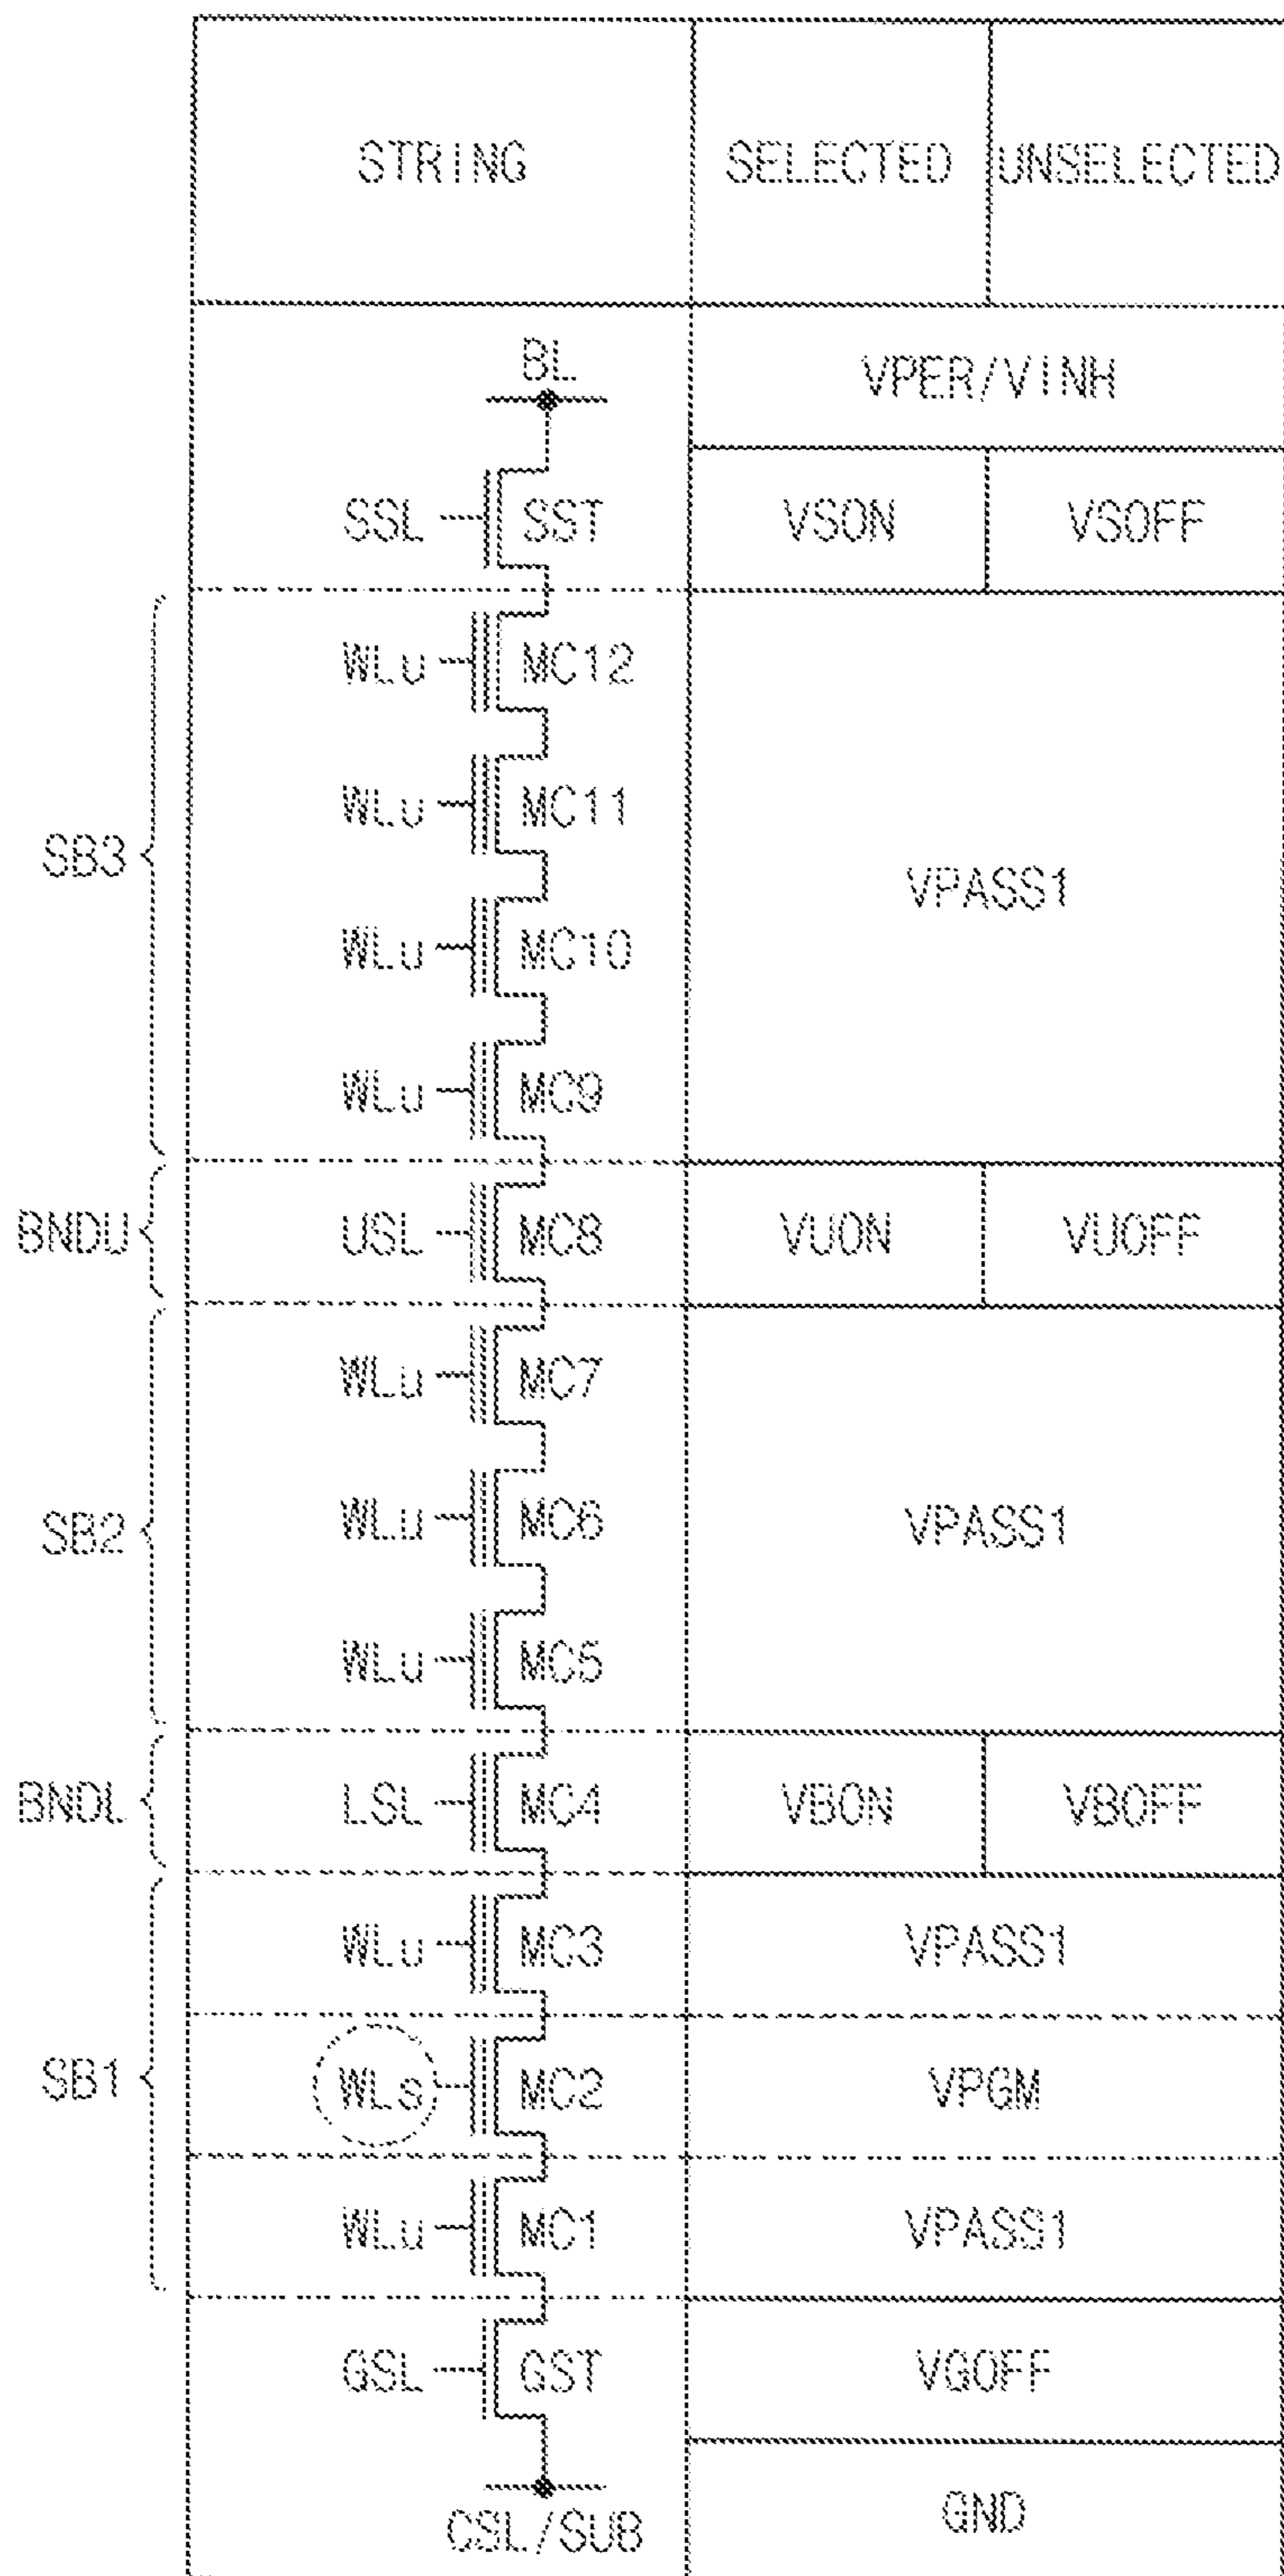 STRING SELECTED UNSELECTED
BL VPER/VINH
SSL SST VSON VSOFF
WLu MC12
WLu MC11
SB3 VPASS1
WLu MC10
WLu MC9
BNDU USL MC8 VUON VUOFF
WLu MC7
SB2 WLu MC6 VPASS1
WLu MC5
BNDL LSL MC4 VBON VBOFF
WLu MC3 VPASS1
SB1 WLs MC2 VPGM
WLu MC1 VPASS1
GSL GST VGOFF
CSL/SUB GND